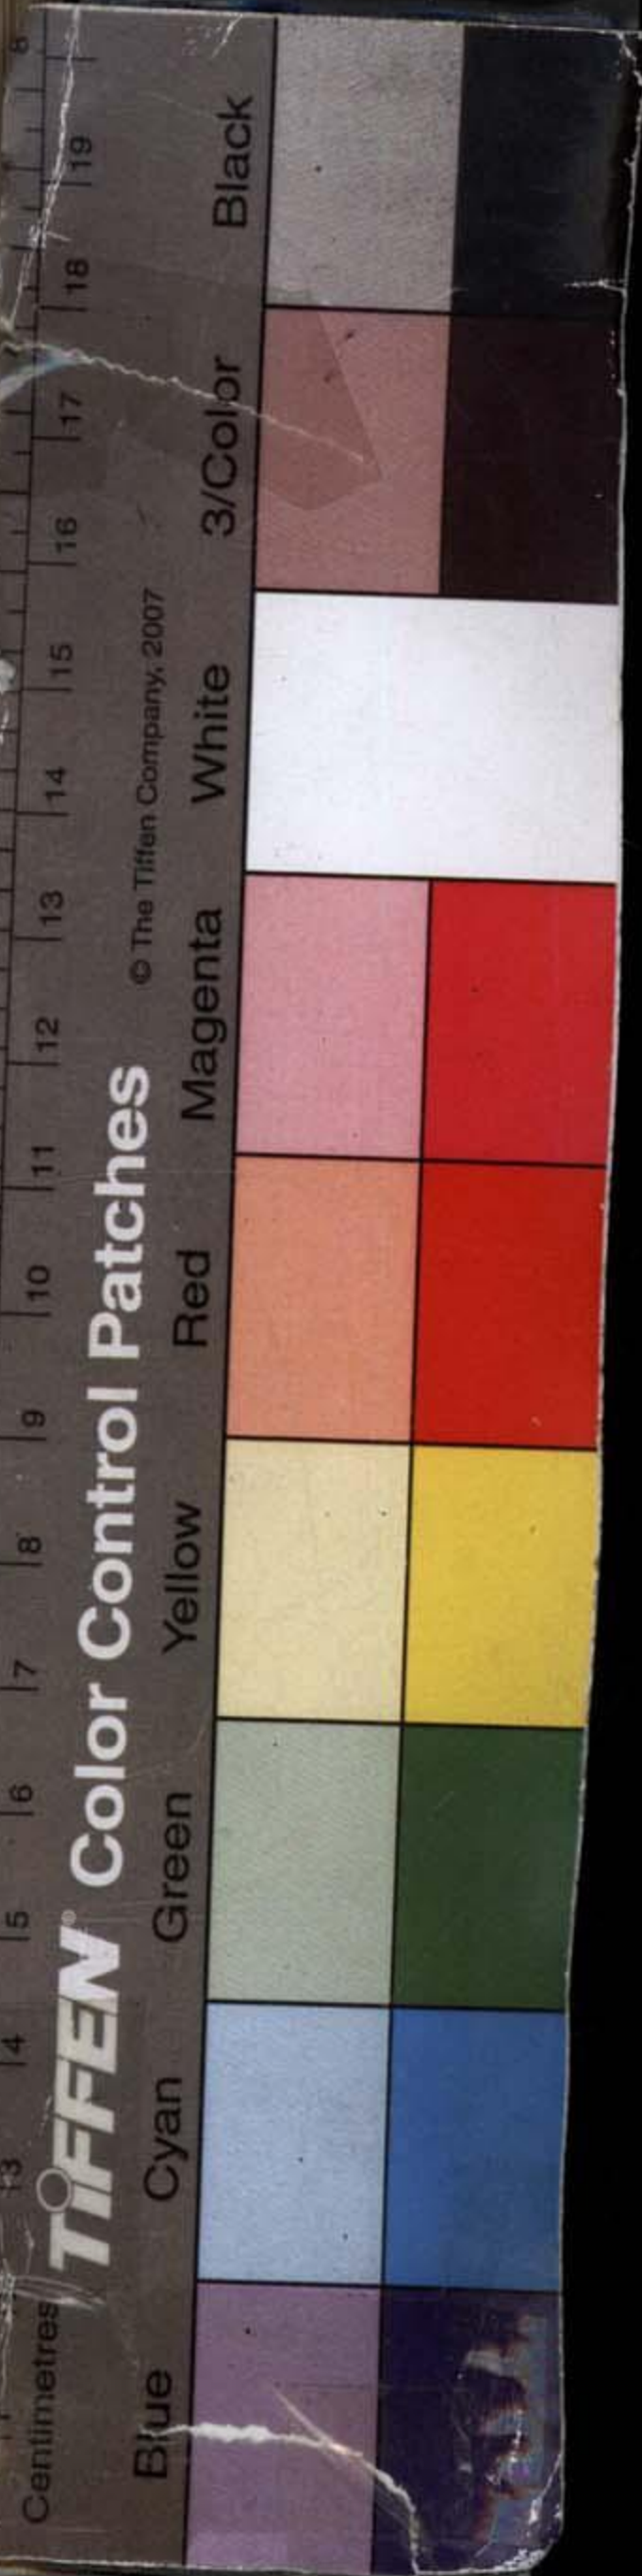 Centimetres 3 4 5 6 7 8 9 10 11 12 13 14 15 16 17 18 19
TIFFEN® Color Control Patches © The Tiffen Company, 2007
Blue Cyan Green Yellow Red Magenta White 3/Color Black